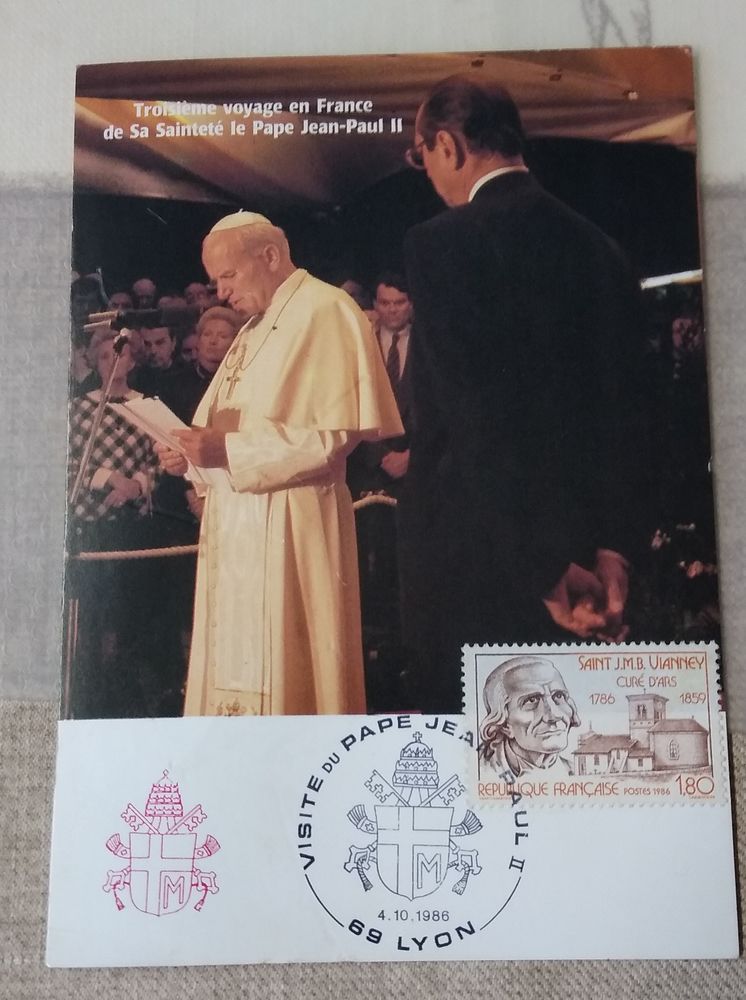 Troisième voyage en France
de Sa Sainteté le Pape Jean-Paul II
SAINT J.M.B. VIANNEY
CURÉ D'ARS
1786 1859
RÉPUBLIQUE FRANÇAISE POSTES 1986 1,80
VISITE DU PAPE JEAN PAUL II
M
M
4.10.1986
69 LYON